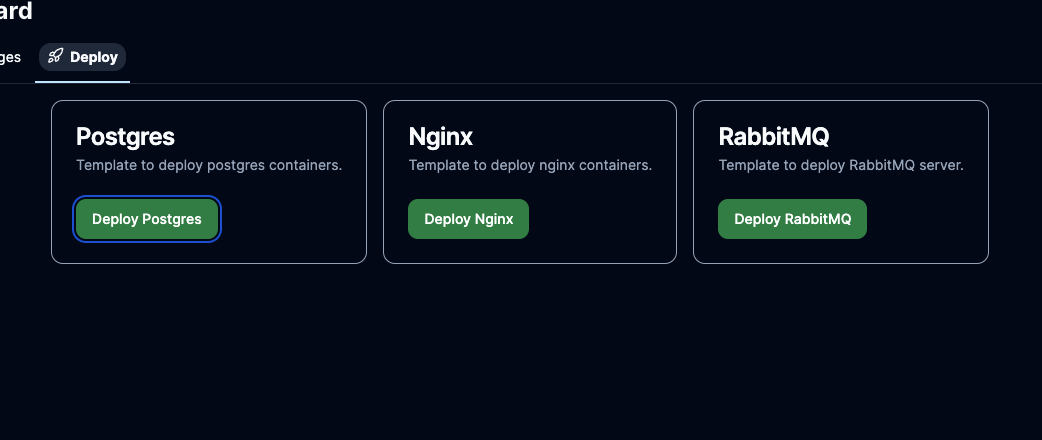 ard
ges
Deploy
Postgres
Template to deploy postgres containers.
Deploy Postgres
Nginx
Template to deploy nginx containers.
Deploy Nginx
RabbitMQ
Template to deploy RabbitMQ server.
Deploy RabbitMQ